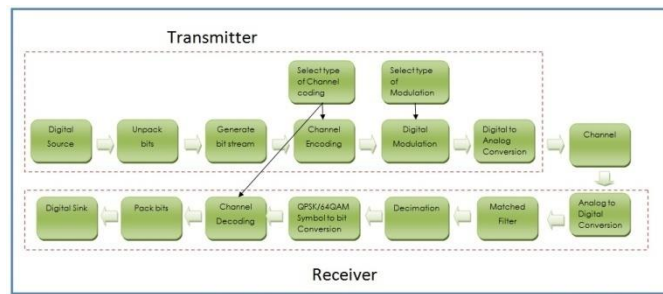 Transmitter
Select type
of Channel
coding
Select type
of
Modulation
Digital
Source
Unpack
bits
Generate
bit stream
Channel
Encoding
Digital
Modulation
Digital to
Analog
Conversion
Channel
Digital Sink
Pack bits
Channel
Decoding
QPSK/64QAM
Symbol to bit
Conversion
Decimation
Matched
Filter
Analog to
Digital
Conversion
Receiver